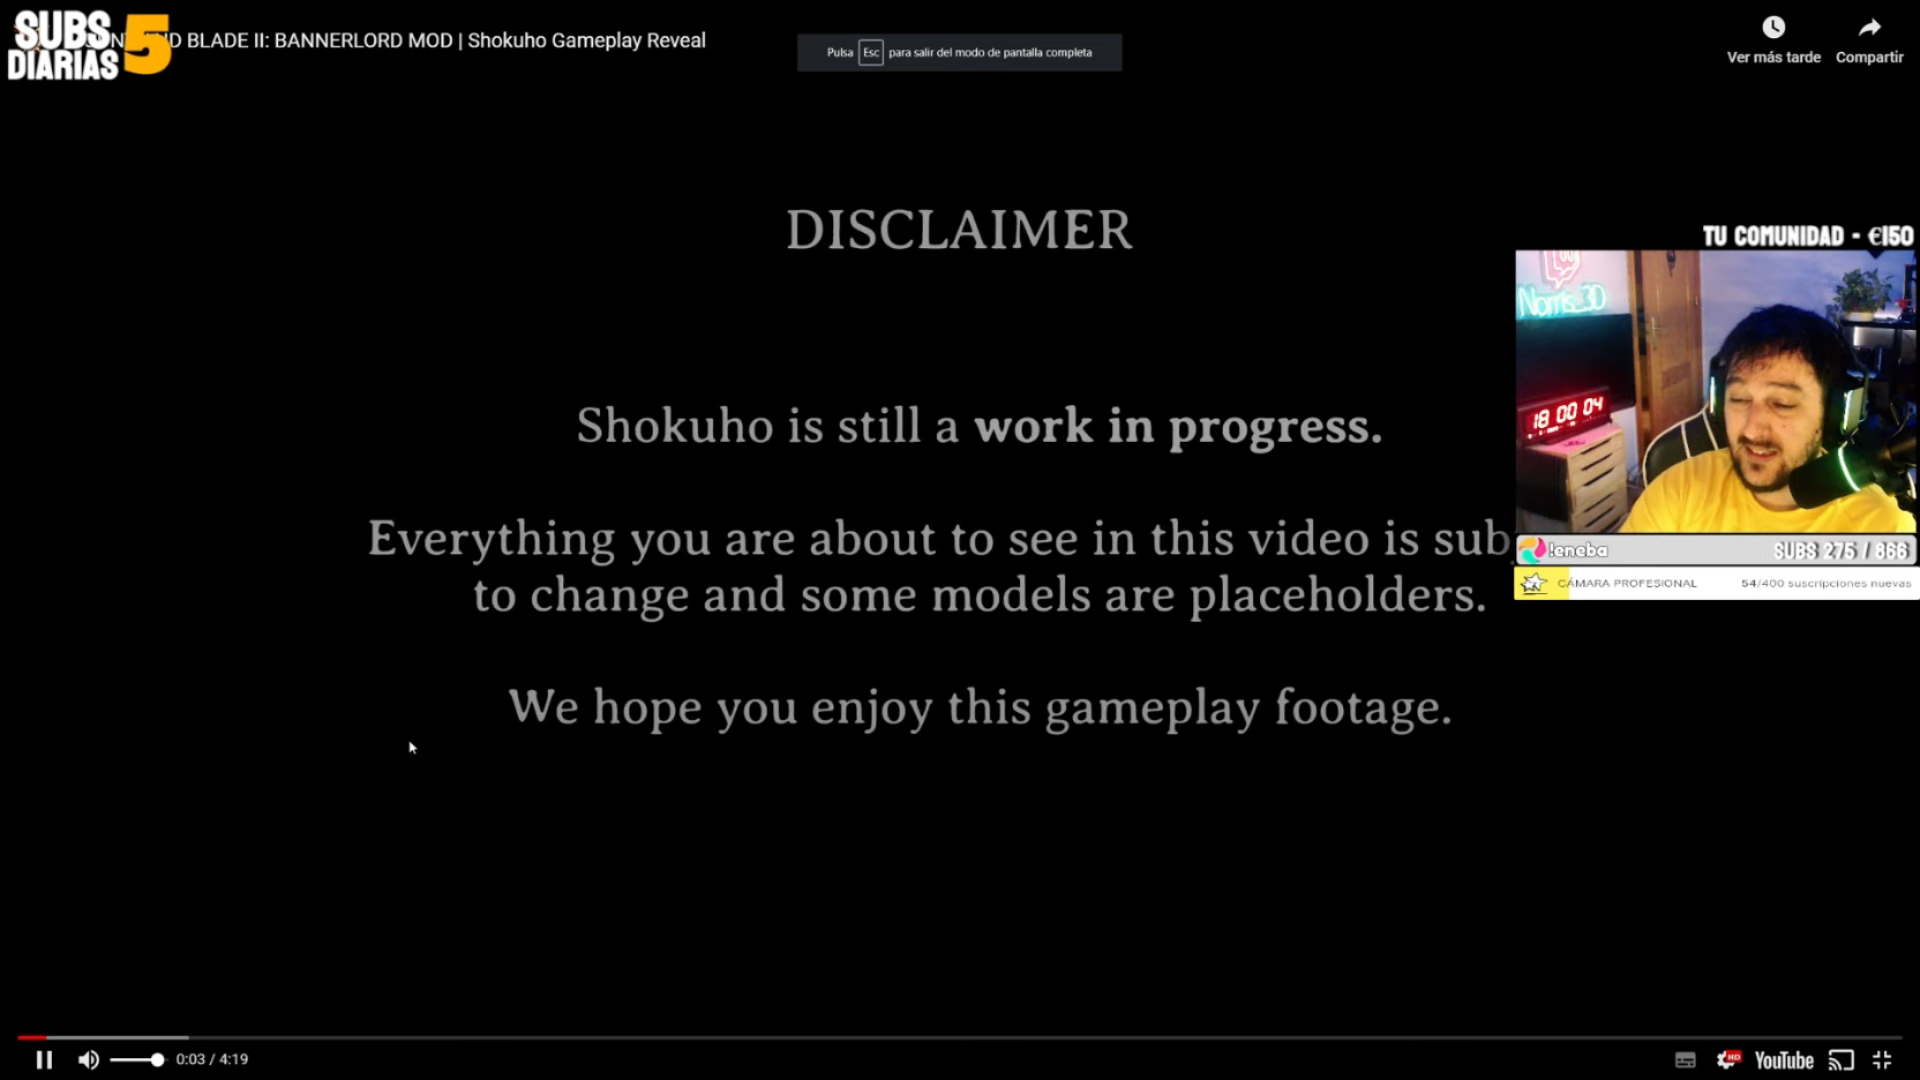 SUBS
DIARIAS 5
D BLADE II: BANNERLORD MOD | Shokuho Gameplay Reveal
Pulsa Esc para salir del modo de pantalla completa
Ver más tarde
Compartir
DISCLAIMER
TU COMUNIDAD - €150
Norris_3D
18 00 04
Shokuho is still a work in progress.
Everything you are about to see in this video is sub
to change and some models are placeholders.
!eneba
SUBS 275 / 866
CÁMARA PROFESIONAL
54/400 suscripciones nuevas
We hope you enjoy this gameplay footage.
0:03 / 4:19
HD
YouTube